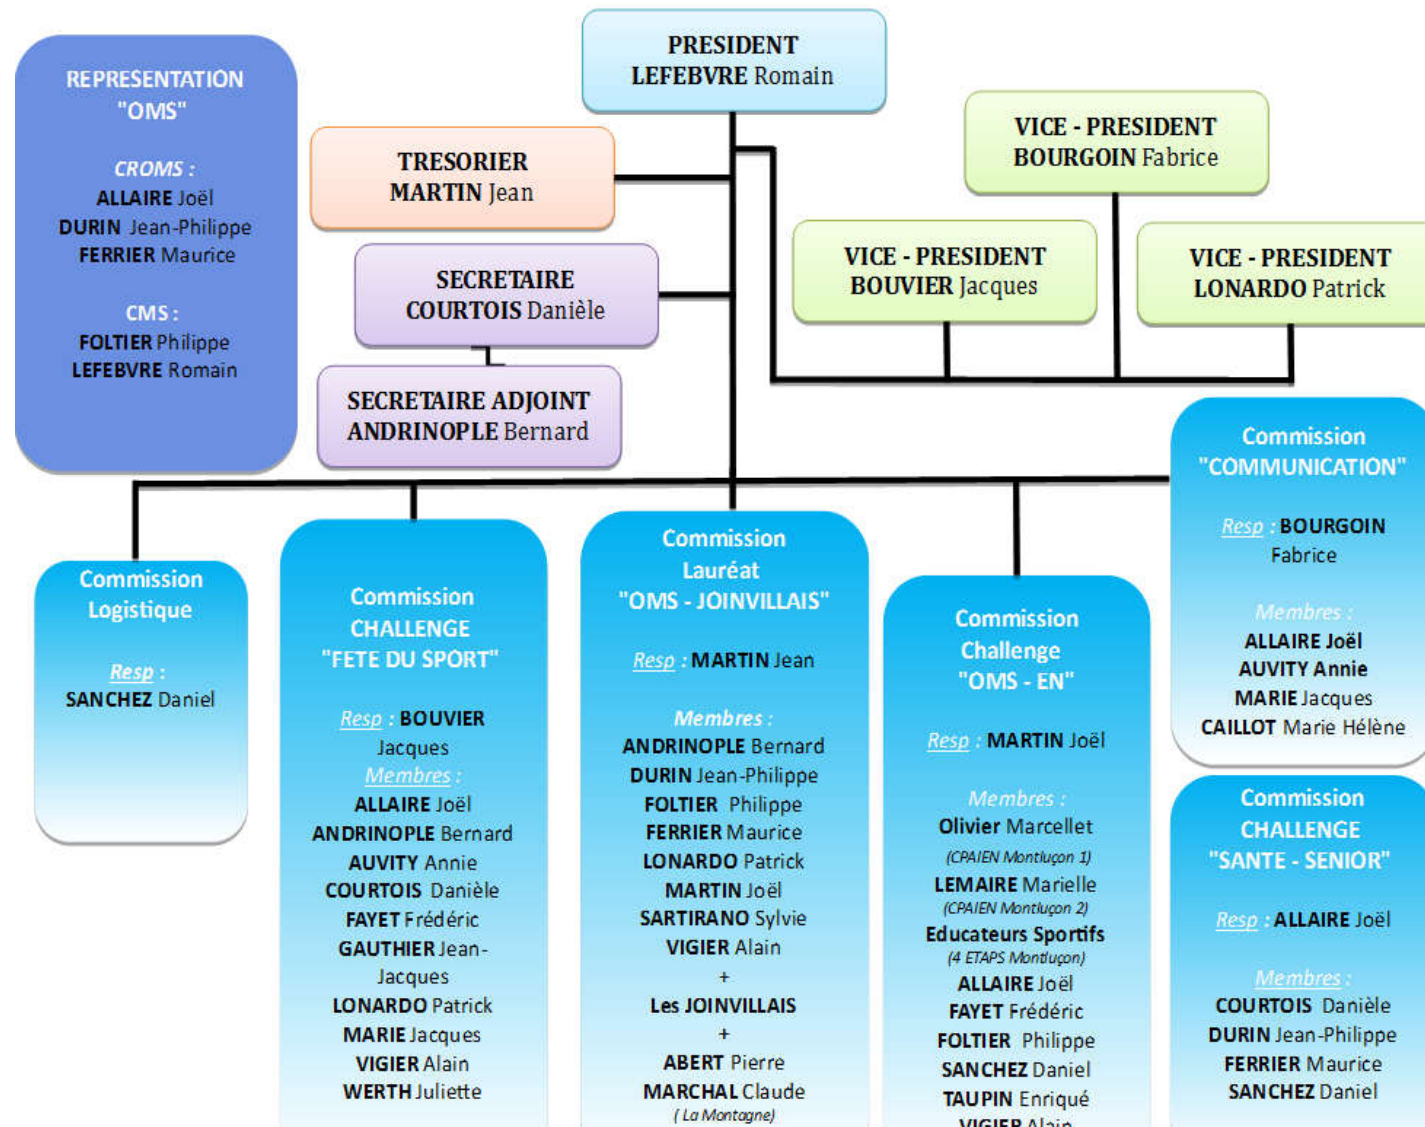 REPRESENTATION
"OMS"
CROMS :
ALLAIRE Joël
DURIN Jean-Philippe
FERRIER Maurice
CMS :
FOLTIER Philippe
LEFEBVRE Romain
PRESIDENT
LEFEBVRE Romain
TRESORIER
MARTIN Jean
SECRETAIRE
COURTOIS Danièle
SECRETAIRE ADJOINT
ANDRINOPLE Bernard
VICE - PRESIDENT
BOURGOIN Fabrice
VICE - PRESIDENT
BOUVIER Jacques
VICE - PRESIDENT
LONARDO Patrick
Commission
Logistique
Resp :
SANCHEZ Daniel
Commission
CHALLENGE
"FETE DU SPORT"
Resp : BOUVIER
Jacques
Membres :
ALLAIRE Joël
ANDRINOPLE Bernard
AUVITY Annie
COURTOIS Danièle
FAYET Frédéric
GAUTHIER Jean-
Jacques
LONARDO Patrick
MARIE Jacques
VIGIER Alain
WERTH Juliette
Commission
Lauréat
"OMS - JOINVILLAIS"
Resp : MARTIN Jean
Membres :
ANDRINOPLE Bernard
DURIN Jean-Philippe
FOLTIER Philippe
FERRIER Maurice
LONARDO Patrick
MARTIN Joël
SARTIRANO Sylvie
VIGIER Alain
+
Les JOINVILLAIS
+
ABERT Pierre
MARCHAL Claude
( La Montagne)
Commission
Challenge
"OMS - EN"
Resp : MARTIN Joël
Membres :
Olivier Marcellet
(CPAIEN Montluçon 1)
LEMAIRE Marielle
(CPAIEN Montluçon 2)
Educateurs Sportifs
(4 ETAPS Montluçon)
ALLAIRE Joël
FAYET Frédéric
FOLTIER Philippe
SANCHEZ Daniel
TAUPIN Enriqué
VIGIER Alain
Commission
"COMMUNICATION"
Resp : BOURGOIN
Fabrice
Membres :
ALLAIRE Joël
AUVITY Annie
MARIE Jacques
CAILLOT Marie Hélène
Commission
CHALLENGE
"SANTE - SENIOR"
Resp : ALLAIRE Joël
Membres :
COURTOIS Danièle
DURIN Jean-Philippe
FERRIER Maurice
SANCHEZ Daniel